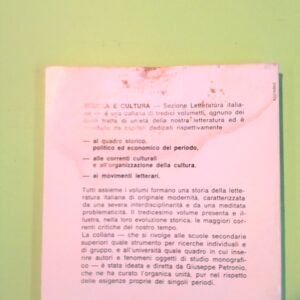 SCUOLA E CULTURA — Sezione Letteratura italia-
na — è una collana di tredici volumetti, ognuno dei
quali tratta di un'età della nostra letteratura ed è
costituito da capitoli dedicati rispettivamente
— al quadro storico,
politico ed economico del periodo,
— alle correnti culturali
e all'organizzazione della cultura,
— ai movimenti letterari.
Tutti assieme i volumi formano una storia della lette-
ratura italiana di originale modernità, caratterizzata
da una severa interdisciplinarità e da una meditata
problematicità. Il tredicesimo volume presenta e il-
lustra, nella loro evoluzione storica, le maggiori cor-
renti critiche del nostro tempo.
La collana — che si rivolge alle scuole secondarie
superiori quale strumento per ricerche individuali e
di gruppo, e all'università quale quadro in cui inse-
rire autori e fenomeni oggetti di studio monografi-
co — è stata ideata e diretta da Giuseppe Petronio,
che ne ha curato l'organica unità, pur nel rispetto
delle esigenze proprie dei singoli periodi.